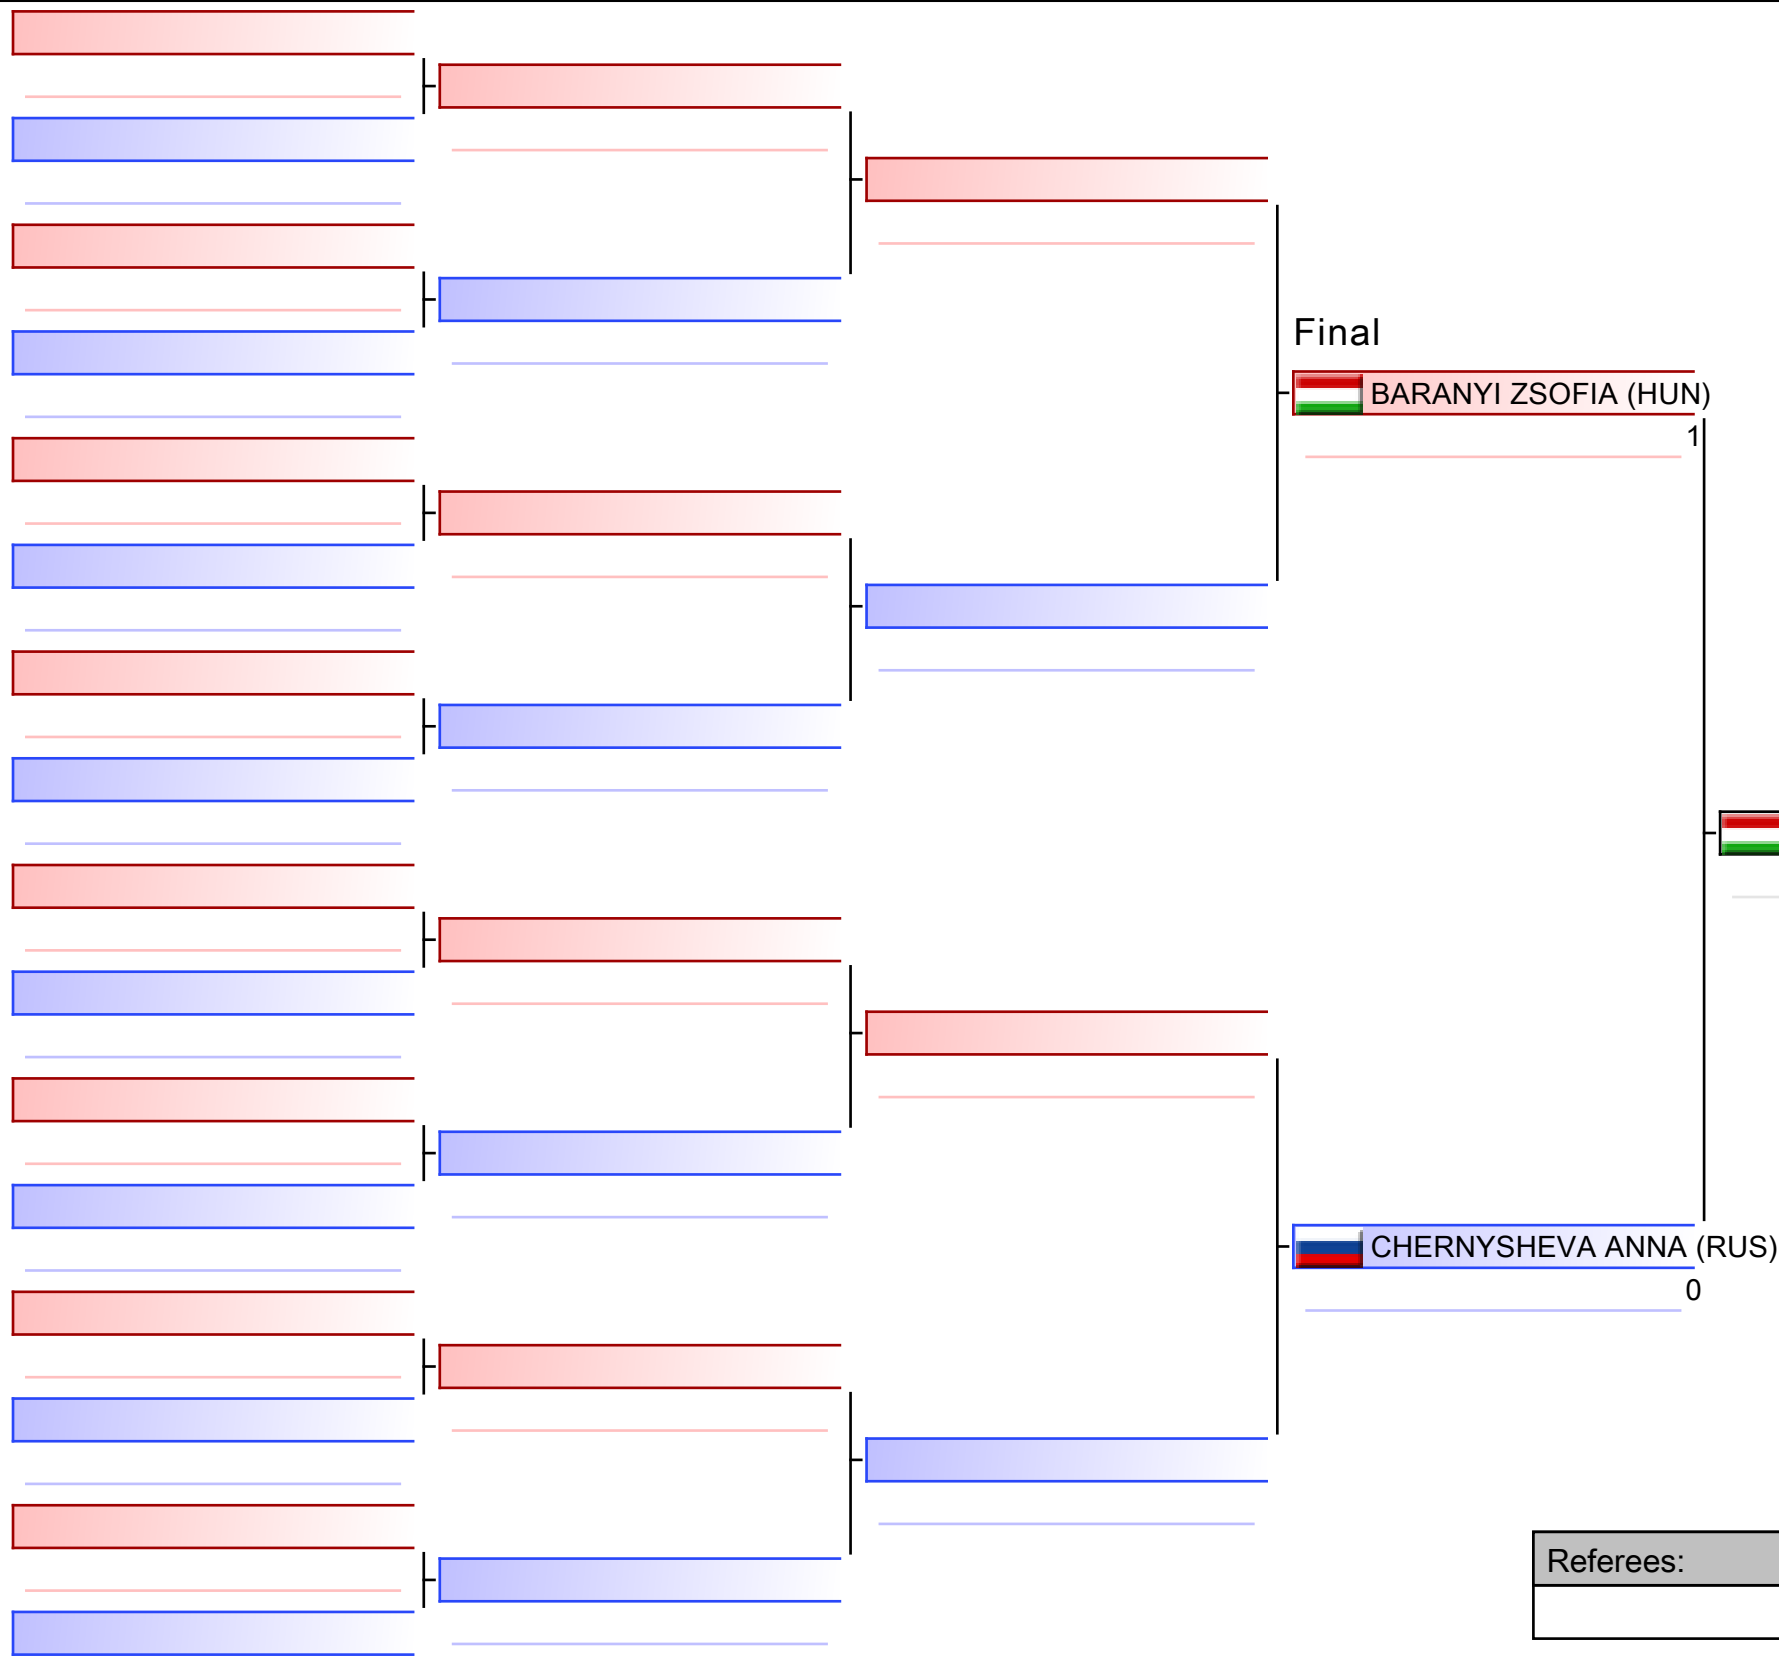 Final
BARANYI ZSOFIA (HUN)
1
CHERNYSHEVA ANNA (RUS)
0
Referees: